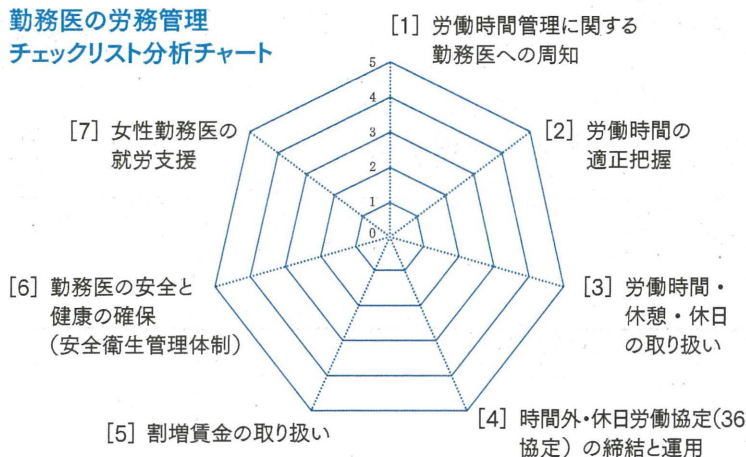 勤務医の労務管理
チェックリスト分析チャート
[1] 労働時間管理に関する
勤務医への周知
5
4
3
2
1
0
[7] 女性勤務医の
就労支援
[2] 労働時間の
適正把握
[6] 勤務医の安全と
健康の確保
（安全衛生管理体制）
[3] 労働時間・
休憩・休日
の取り扱い
[5] 割増賃金の取り扱い
[4] 時間外・休日労働協定(36
協定）の締結と運用